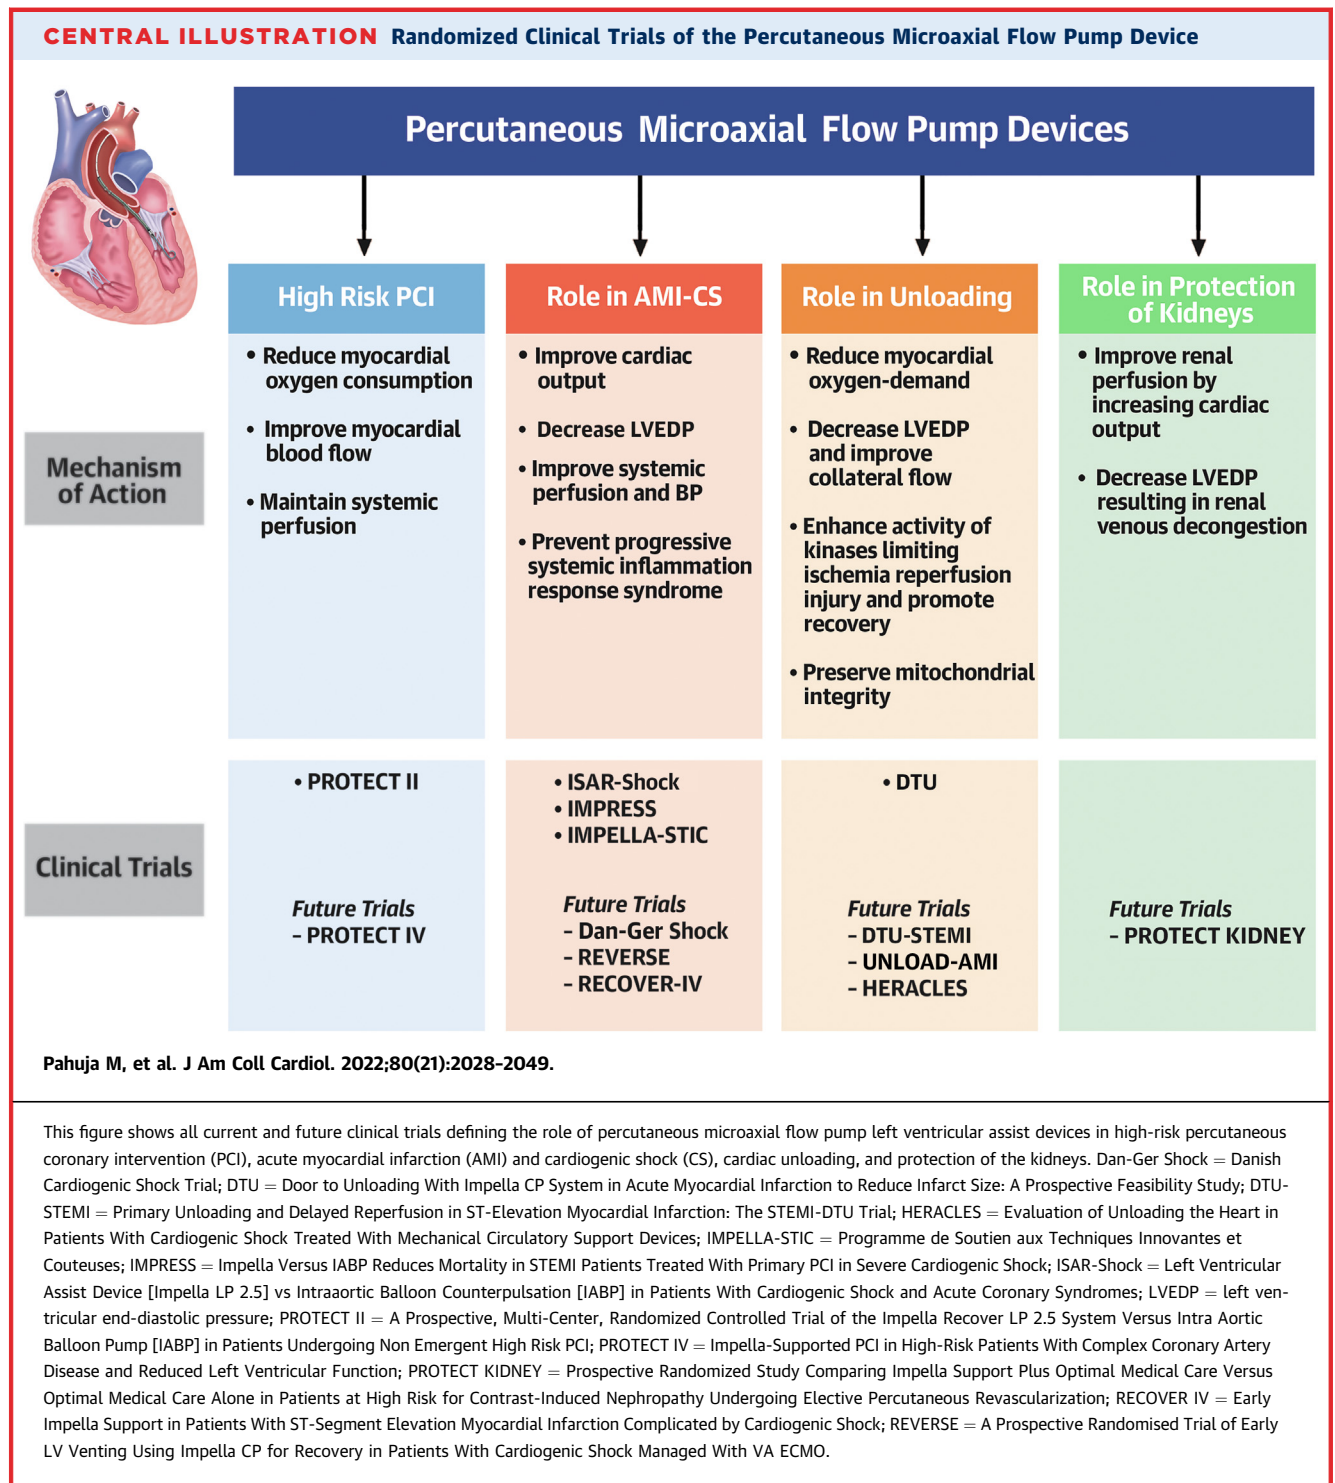 CENTRAL ILLUSTRATION Randomized Clinical Trials of the Percutaneous Microaxial Flow Pump Device
Percutaneous Microaxial Flow Pump Devices
High Risk PCI
Role in AMI-CS
Role in Unloading
Role in Protection
of Kidneys
Mechanism
of Action
• Reduce myocardial
oxygen consumption
• Improve myocardial
blood flow
• Maintain systemic
perfusion
• Improve cardiac
output
• Decrease LVEDP
• Improve systemic
perfusion and BP
• Prevent progressive
systemic inflammation
response syndrome
• Reduce myocardial
oxygen-demand
• Decrease LVEDP
and improve
collateral flow
• Enhance activity of
kinases limiting
ischemia reperfusion
injury and promote
recovery
• Preserve mitochondrial
integrity
• Improve renal
perfusion by
increasing cardiac
output
• Decrease LVEDP
resulting in renal
venous decongestion
Clinical Trials
• PROTECT II
Future Trials
– PROTECT IV
• ISAR-Shock
• IMPRESS
• IMPELLA-STIC
Future Trials
– Dan-Ger Shock
– REVERSE
– RECOVER-IV
• DTU
Future Trials
– DTU-STEMI
– UNLOAD-AMI
– HERACLES
Future Trials
– PROTECT KIDNEY
Pahuja M, et al. J Am Coll Cardiol. 2022;80(21):2028–2049.
This figure shows all current and future clinical trials defining the role of percutaneous microaxial flow pump left ventricular assist devices in high-risk percutaneous
coronary intervention (PCI), acute myocardial infarction (AMI) and cardiogenic shock (CS), cardiac unloading, and protection of the kidneys. Dan-Ger Shock = Danish
Cardiogenic Shock Trial; DTU = Door to Unloading With Impella CP System in Acute Myocardial Infarction to Reduce Infarct Size: A Prospective Feasibility Study; DTU-
STEMI = Primary Unloading and Delayed Reperfusion in ST-Elevation Myocardial Infarction: The STEMI-DTU Trial; HERACLES = Evaluation of Unloading the Heart in
Patients With Cardiogenic Shock Treated With Mechanical Circulatory Support Devices; IMPELLA-STIC = Programme de Soutien aux Techniques Innovantes et
Couteuses; IMPRESS = Impella Versus IABP Reduces Mortality in STEMI Patients Treated With Primary PCI in Severe Cardiogenic Shock; ISAR-Shock = Left Ventricular
Assist Device [Impella LP 2.5] vs Intraaortic Balloon Counterpulsation [IABP] in Patients With Cardiogenic Shock and Acute Coronary Syndromes; LVEDP = left ven-
tricular end-diastolic pressure; PROTECT II = A Prospective, Multi-Center, Randomized Controlled Trial of the Impella Recover LP 2.5 System Versus Intra Aortic
Balloon Pump [IABP] in Patients Undergoing Non Emergent High Risk PCI; PROTECT IV = Impella-Supported PCI in High-Risk Patients With Complex Coronary Artery
Disease and Reduced Left Ventricular Function; PROTECT KIDNEY = Prospective Randomized Study Comparing Impella Support Plus Optimal Medical Care Versus
Optimal Medical Care Alone in Patients at High Risk for Contrast-Induced Nephropathy Undergoing Elective Percutaneous Revascularization; RECOVER IV = Early
Impella Support in Patients With ST-Segment Elevation Myocardial Infarction Complicated by Cardiogenic Shock; REVERSE = A Prospective Randomised Trial of Early
LV Venting Using Impella CP for Recovery in Patients With Cardiogenic Shock Managed With VA ECMO.